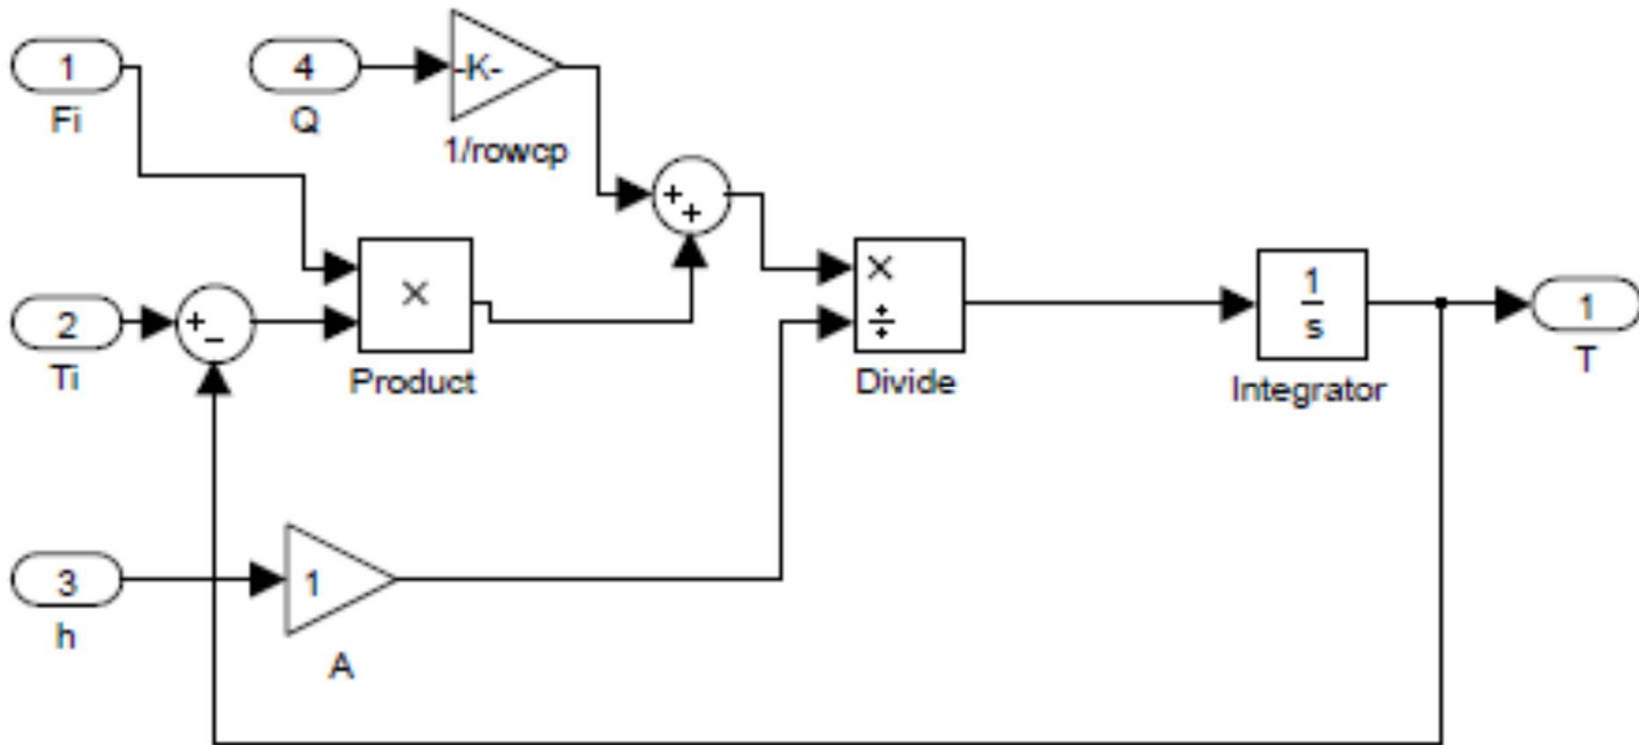 1
Fi
4
Q
-K-
1/rowcp
+
+
2
Ti
+
−
×
Product
×
÷
Divide
1
s
Integrator
1
T
3
h
1
A